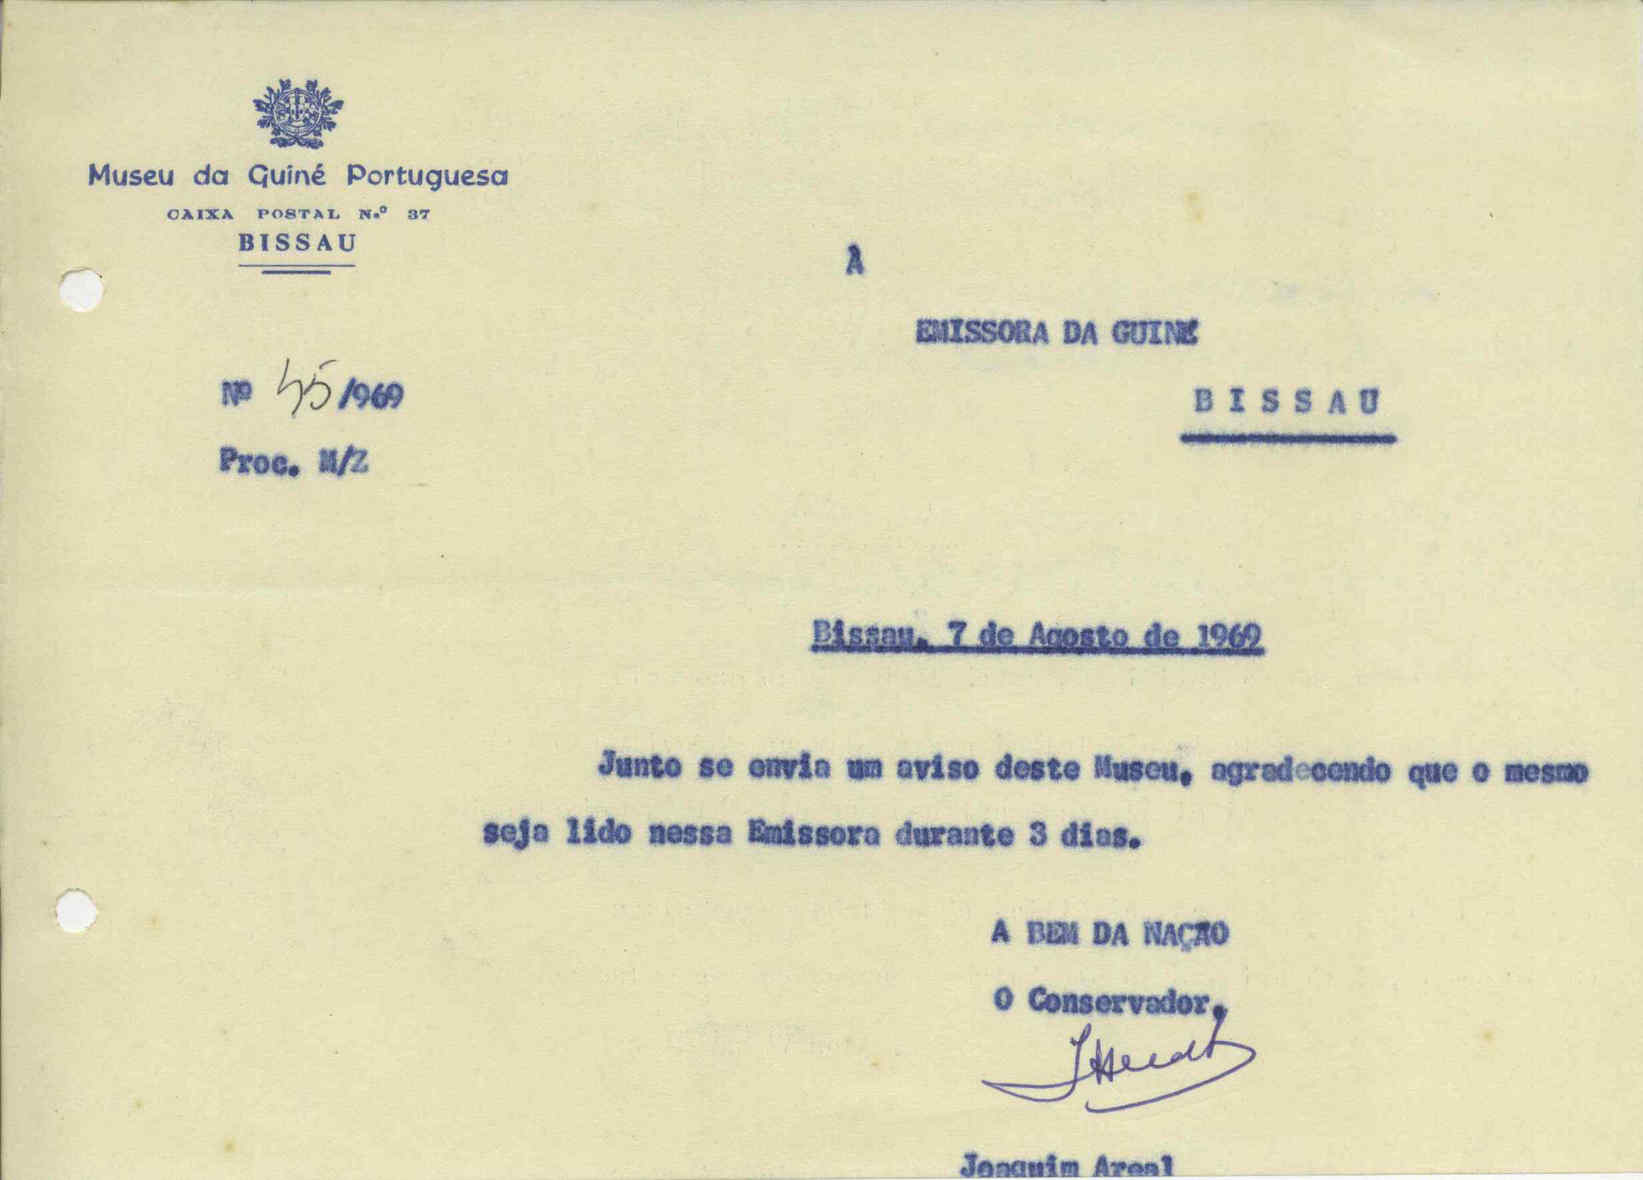 Museu da Guiné Portuguesa
CAIXA POSTAL N.º 37
BISSAU
A
EMISSORA DA GUINÉ
BISSAU
Nº 45/969
Proc. M/Z
Bissau, 7 de Agosto de 1969
Junto se envia um aviso deste Museu, agradecendo que o mesmo
seja lido nessa Emissora durante 3 dias.
A BEM DA NAÇÃO
O Conservador,
Joaquim Areal